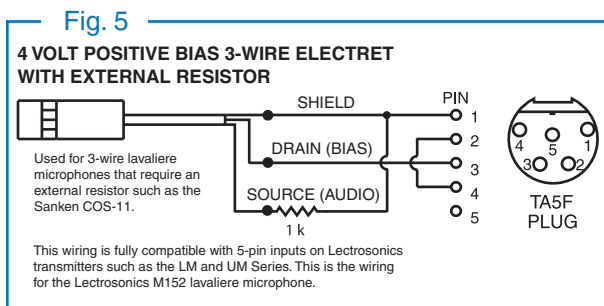 Fig. 5
4 VOLT POSITIVE BIAS 3-WIRE ELECTRET
WITH EXTERNAL RESISTOR
SHIELD
PIN
1
2
DRAIN (BIAS)
3
4
SOURCE (AUDIO)
5
1 k
Used for 3-wire lavaliere
microphones that require an
external resistor such as the
Sanken COS-11.
4
5
1
3
2
TA5F
PLUG
This wiring is fully compatible with 5-pin inputs on Lectrosonics
transmitters such as the LM and UM Series. This is the wiring
for the Lectrosonics M152 lavaliere microphone.